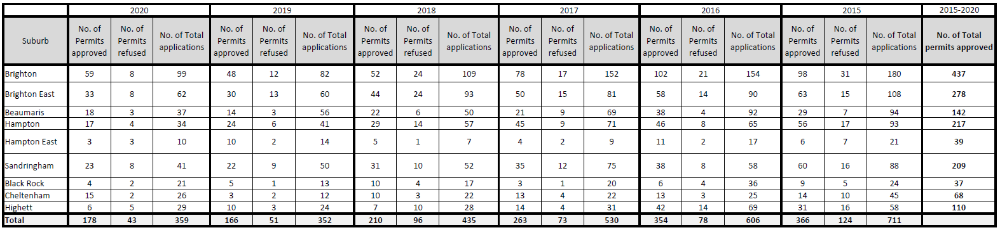 2020 2019 2018 2017 2016 2015 2015-2020
Suburb No. of Permits approved No. of Permits refused No. of Total applications No. of Permits approved No. of Permits refused No. of Total applications No. of Permits approved No. of Permits refused No. of Total applications No. of Permits approved No. of Permits refused No. of Total applications No. of Permits approved No. of Permits refused No. of Total applications No. of Permits approved No. of Permits refused No. of Total applications No. of Total permits approved
Brighton 59 8 99 48 12 82 52 24 109 78 17 152 102 21 154 98 31 180 437
Brighton East 33 8 62 30 13 60 44 24 93 50 15 81 58 14 90 63 15 108 278
Beaumaris 18 3 37 14 3 56 22 6 50 21 9 69 38 4 92 29 7 94 142
Hampton 17 4 34 24 6 41 29 14 57 45 9 71 46 8 65 56 17 93 217
Hampton East 3 3 10 10 2 14 5 1 7 4 2 9 11 2 17 6 7 21 39
Sandringham 23 8 41 22 9 50 31 10 52 35 12 75 38 8 58 60 16 88 209
Black Rock 4 2 21 5 1 13 10 4 17 3 1 20 6 4 36 9 5 24 37
Cheltenham 15 2 26 3 2 12 10 3 22 13 4 22 13 3 25 14 10 45 68
Highett 6 5 29 10 3 24 7 10 28 14 4 31 42 14 69 31 16 58 110
Total 178 43 359 166 51 352 210 96 435 263 73 530 354 78 606 366 124 711